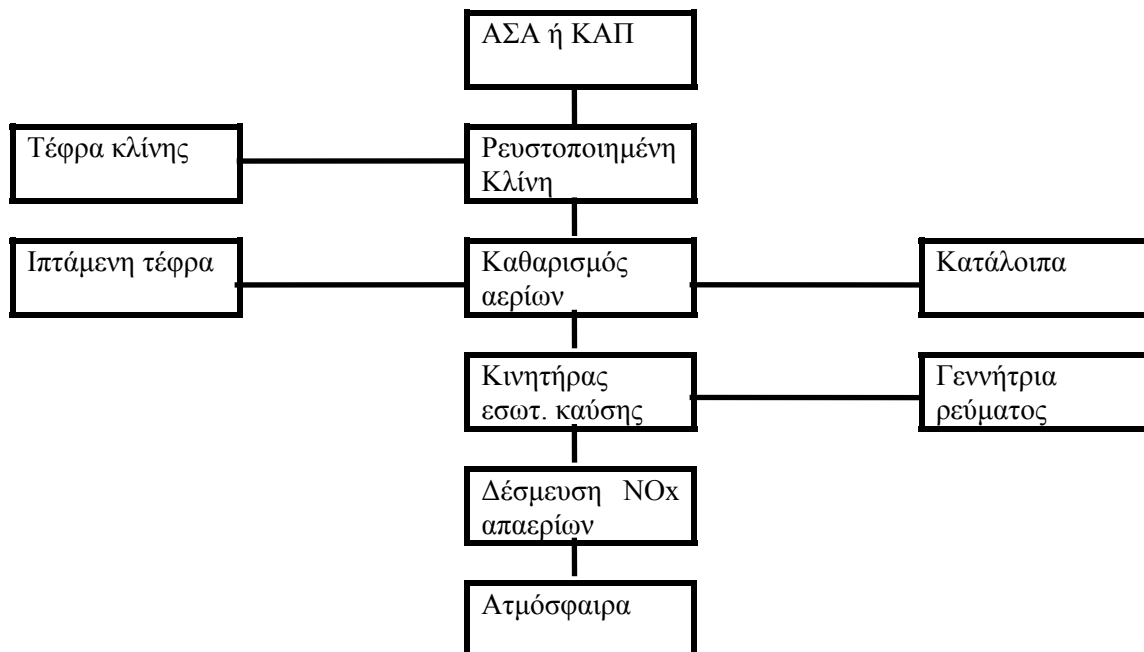 ΑΣΑ ή ΚΑΠ
Τέφρα κλίνης
Ρευστοποιημένη
Κλίνη
Ιπτάμενη τέφρα
Καθαρισμός
αερίων
Κατάλοιπα
Κινητήρας
εσωτ. καύσης
Γεννήτρια
ρεύματος
Δέσμευση NOx
απαερίων
Ατμόσφαιρα